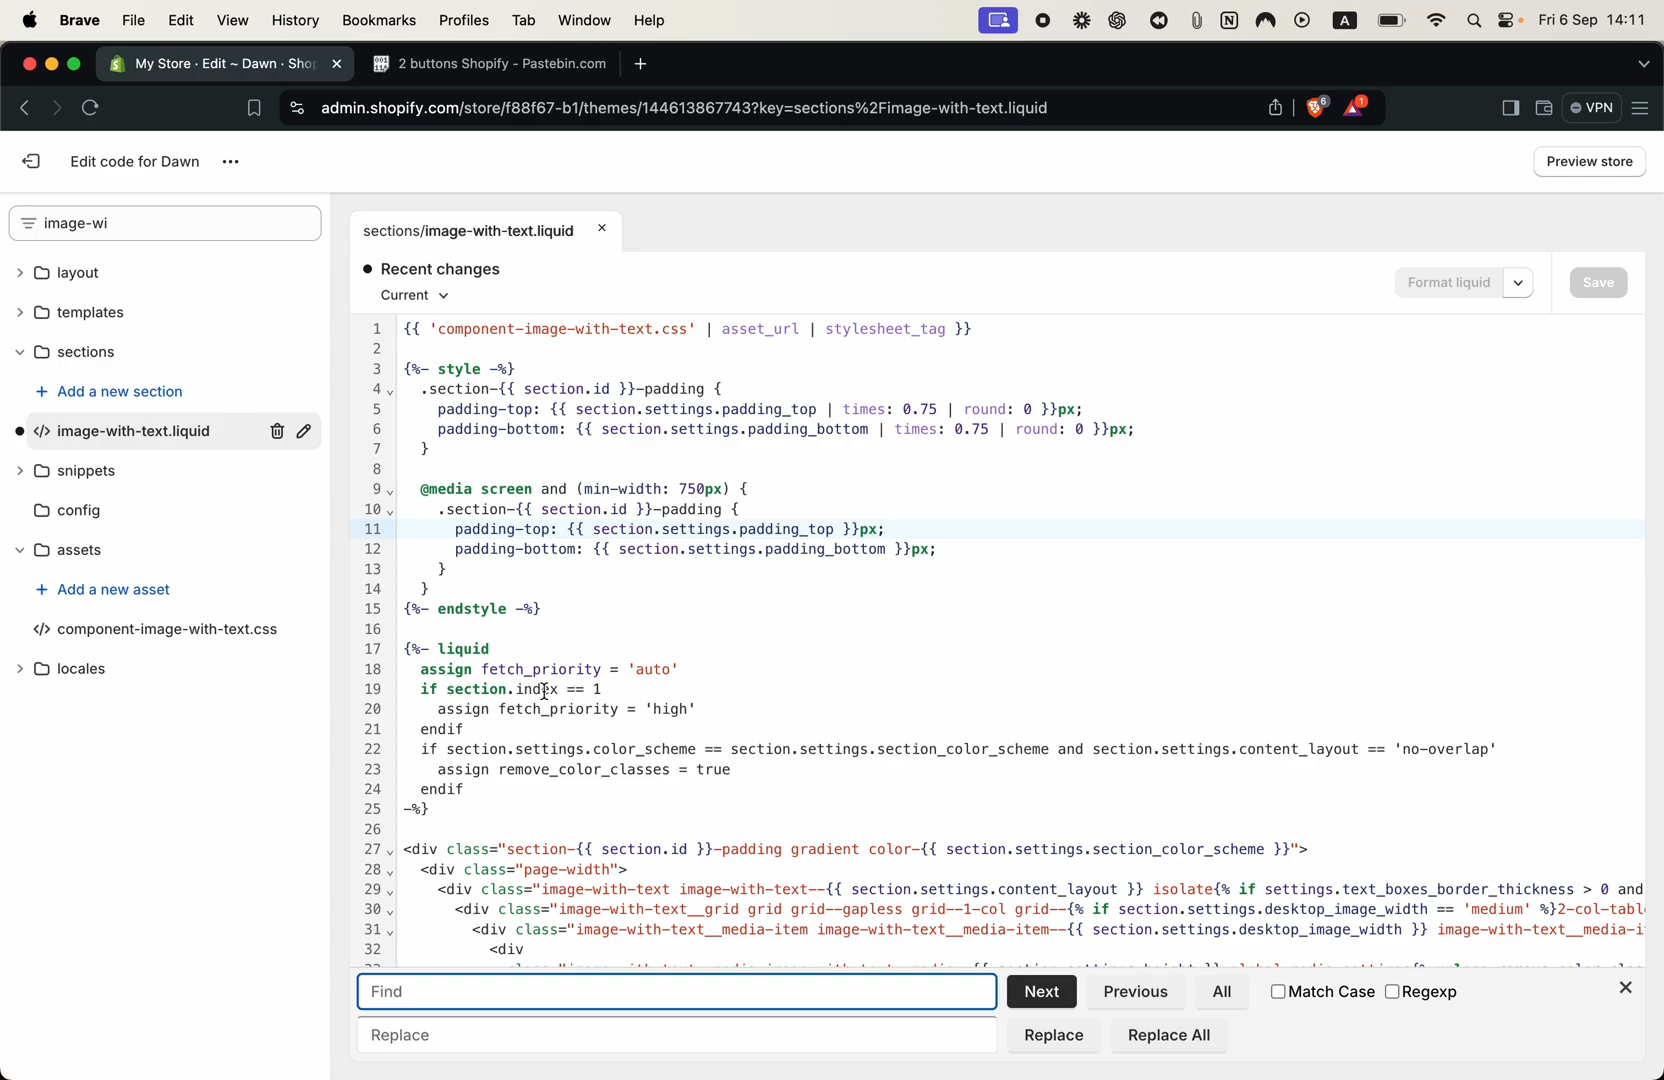 Brave File Edit View History Bookmarks Profiles Tab Window Help A Fri 6 Sep 14:11
My Store · Edit ~ Dawn · Shop 2 buttons Shopify - Pastebin.com
admin.shopify.com/store/f88f67-b1/themes/144613867743?key=sections%2Fimage-with-text.liquid 6 1 VPN
Edit code for Dawn ••• Preview store
image-wi
layout
templates
sections
+ Add a new section
</> image-with-text.liquid
snippets
config
assets
+ Add a new asset
</> component-image-with-text.css
locales
sections/image-with-text.liquid
Recent changes
Current
Format liquid Save
1 {{ 'component-image-with-text.css' | asset_url | stylesheet_tag }}
2
3 {%- style -%}
4 .section-{{ section.id }}-padding {
5 padding-top: {{ section.settings.padding_top | times: 0.75 | round: 0 }}px;
6 padding-bottom: {{ section.settings.padding_bottom | times: 0.75 | round: 0 }}px;
7 }
8
9 @media screen and (min-width: 750px) {
10 .section-{{ section.id }}-padding {
11 padding-top: {{ section.settings.padding_top }}px;
12 padding-bottom: {{ section.settings.padding_bottom }}px;
13 }
14 }
15 {%- endstyle -%}
16
17 {%- liquid
18 assign fetch_priority = 'auto'
19 if section.index == 1
20 assign fetch_priority = 'high'
21 endif
22 if section.settings.color_scheme == section.settings.section_color_scheme and section.settings.content_layout == 'no-overlap'
23 assign remove_color_classes = true
24 endif
25 -%}
26
27 <div class="section-{{ section.id }}-padding gradient color-{{ section.settings.section_color_scheme }}">
28 <div class="page-width">
29 <div class="image-with-text image-with-text--{{ section.settings.content_layout }} isolate{% if settings.text_boxes_border_thickness > 0 and
30 <div class="image-with-text__grid grid grid--gapless grid--1-col grid--{% if section.settings.desktop_image_width == 'medium' %}2-col-tabl
31 <div class="image-with-text__media-item image-with-text__media-item--{{ section.settings.desktop_image_width }} image-with-text__media-i
32 <div
Find Next Previous All Match Case Regexp
Replace Replace Replace All